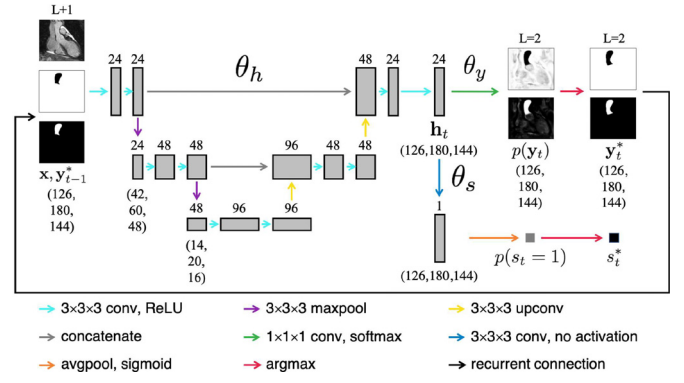 L+1
24 24
θh
48 24 24
θy
L=2 L=2
24 48 48
96 48 48
ht
(126,180,144)
p(yt)
(126,
180,
144)
y*t
(126,
180,
144)
x, y*t−1
(126,
180,
144)
(42,
60,
48)
48 96 96
(14,
20,
16)
θs
1
(126,180,144)
p(st = 1)
s*t
3×3×3 conv, ReLU
3×3×3 maxpool
3×3×3 upconv
concatenate
1×1×1 conv, softmax
3×3×3 conv, no activation
avgpool, sigmoid
argmax
recurrent connection